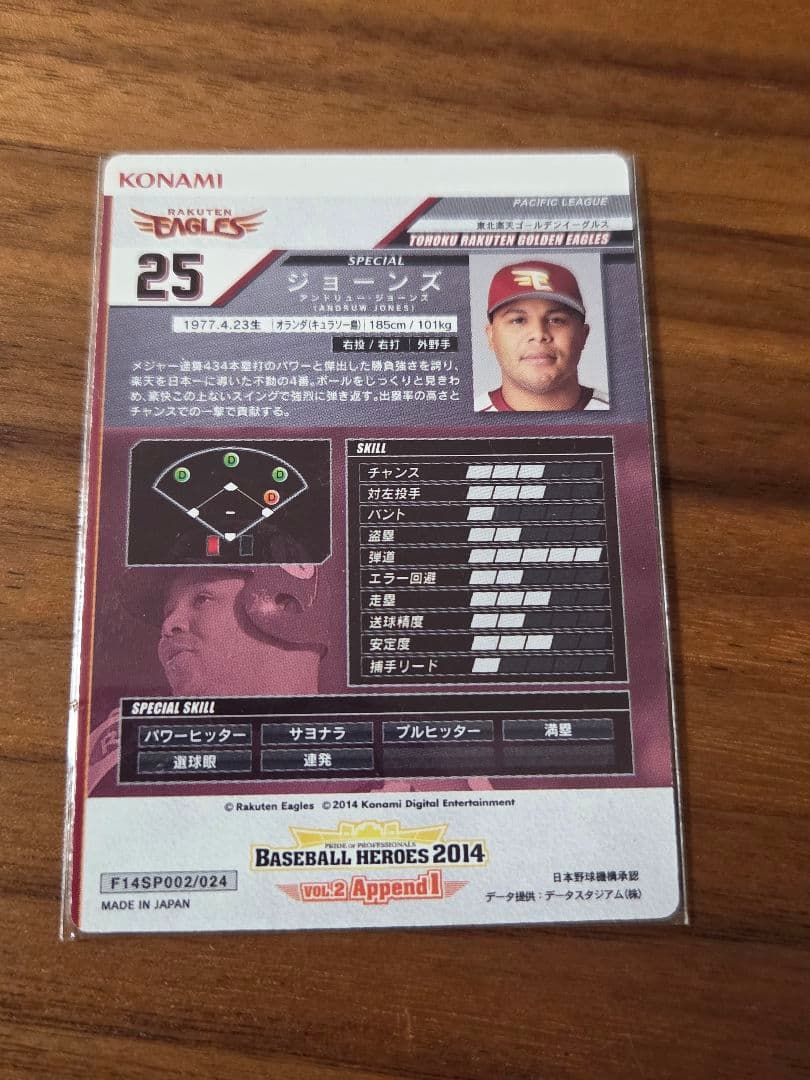 KONAMI
PACIFIC LEAGUE
RAKUTEN
EAGLES
東北楽天ゴールデンイーグルス
TOHOKU RAKUTEN GOLDEN EAGLES
25
SPECIAL
ジョーンズ
アンドリュー・ジョーンズ
(ANDRUW JONES)
1977.4.23生 オランダ(キュラソー島) 185cm / 101kg
右投 / 右打 外野手
メジャー通算434本塁打のパワーと傑出した勝負強さを誇り、
楽天を日本一に導いた不動の4番。ボールをじっくりと見きわ
め、豪快この上ないスイングで強烈に弾き返す。出塁率の高さと
チャンスでの一撃で貢献する。
D
D
D
D
SKILL
チャンス
対左投手
バント
盗塁
弾道
エラー回避
走塁
送球精度
安定度
捕手リード
SPECIAL SKILL
パワーヒッター サヨナラ プルヒッター 満塁
選球眼 連発
© Rakuten Eagles ©2014 Konami Digital Entertainment
PRIDE OF PROFESSIONALS
BASEBALL HEROES 2014
VOL.2 Append 1
F14SP002/024
MADE IN JAPAN
日本野球機構承認
データ提供:データスタジアム(株)